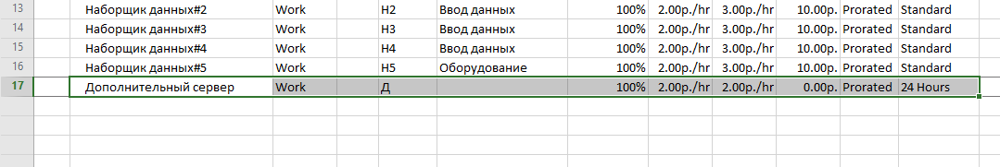 13 Наборщик данных#2 Work Н2 Ввод данных 100% 2.00р./hr 3.00р./hr 10.00р. Prorated Standard
14 Наборщик данных#3 Work Н3 Ввод данных 100% 2.00р./hr 3.00р./hr 10.00р. Prorated Standard
15 Наборщик данных#4 Work Н4 Ввод данных 100% 2.00р./hr 3.00р./hr 10.00р. Prorated Standard
16 Наборщик данных#5 Work Н5 Оборудование 100% 2.00р./hr 3.00р./hr 10.00р. Prorated Standard
17 Дополнительный сервер Work Д 100% 2.00р./hr 2.00р./hr 0.00р. Prorated 24 Hours